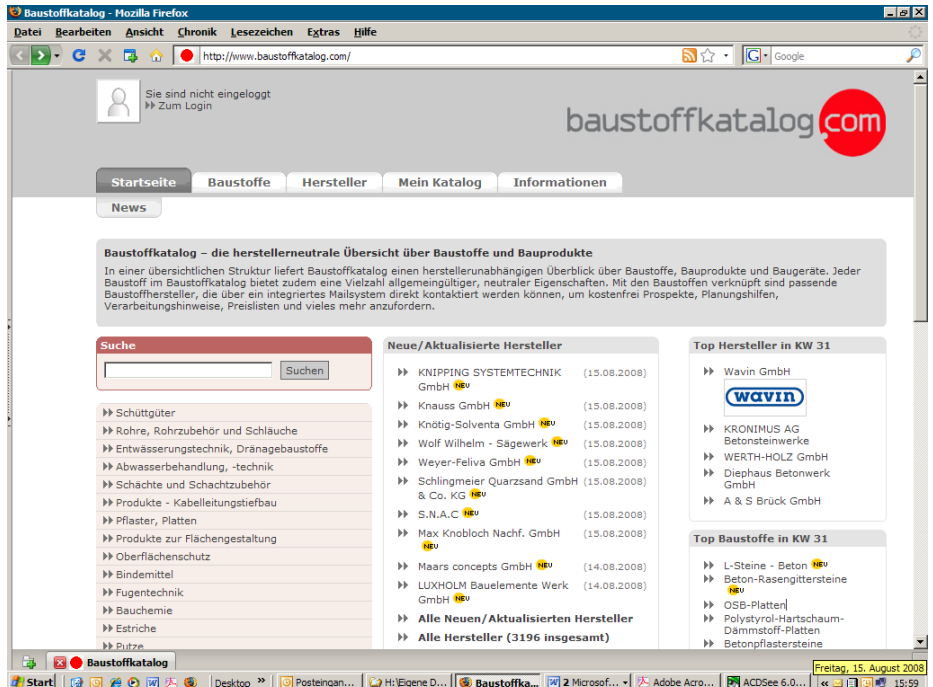 Baustoffkatalog - Mozilla Firefox
Datei Bearbeiten Ansicht Chronik Lesezeichen Extras Hilfe
http://www.baustoffkatalog.com/
G Google
Sie sind nicht eingeloggt
Zum Login
baustoffkatalog com
Startseite Baustoffe Hersteller Mein Katalog Informationen
News
Baustoffkatalog – die herstellerneutrale Übersicht über Baustoffe und Bauprodukte
In einer übersichtlichen Struktur liefert Baustoffkatalog einen herstellerunabhängigen Überblick über Baustoffe, Bauprodukte und Baugeräte. Jeder
Baustoff im Baustoffkatalog bietet zudem eine Vielzahl allgemeingültiger, neutraler Eigenschaften. Mit den Baustoffen verknüpft sind passende
Baustoffhersteller, die über ein integriertes Mailsystem direkt kontaktiert werden können, um kostenfrei Prospekte, Planungshilfen,
Verarbeitungshinweise, Preislisten und vieles mehr anzufordern.
Suche
Suchen
Schüttgüter
Rohre, Rohrzubehör und Schläuche
Entwässerungstechnik, Dränagebaustoffe
Abwasserbehandlung, -technik
Schächte und Schachtzubehör
Produkte - Kabelleitungstiefbau
Pflaster, Platten
Produkte zur Flächengestaltung
Oberflächenschutz
Bindemittel
Fugentechnik
Bauchemie
Estriche
Putze
Neue/Aktualisierte Hersteller
KNIPPING SYSTEMTECHNIK (15.08.2008)
GmbH NEU
Knauss GmbH NEU (15.08.2008)
Knötig-Solventa GmbH NEU (15.08.2008)
Wolf Wilhelm - Sägewerk NEU (15.08.2008)
Weyer-Feliva GmbH NEU (15.08.2008)
Schlingmeier Quarzsand GmbH (15.08.2008)
& Co. KG NEU
S.N.A.C NEU (15.08.2008)
Max Knobloch Nachf. GmbH (15.08.2008)
NEU
Maars concepts GmbH NEU (14.08.2008)
LUXHOLM Bauelemente Werk (14.08.2008)
GmbH NEU
Alle Neuen/Aktualisierten Hersteller
Alle Hersteller (3196 insgesamt)
Top Hersteller in KW 31
Wavin GmbH
wavin
KRONIMUS AG
Betonsteinwerke
WERTH-HOLZ GmbH
Diephaus Betonwerk
GmbH
A & S Brück GmbH
Top Baustoffe in KW 31
L-Steine - Beton NEU
Beton-Rasengittersteine
NEU
OSB-Platten
Polystyrol-Hartschaum-
Dämmstoff-Platten
Betonpflastersteine
Baustoffkatalog
Freitag, 15. August 2008
Start Desktop » Posteingan... H:\Eigene D... Baustoffka... 2 Microsof... Adobe Acro... ACDSee 6.0... « 15:59